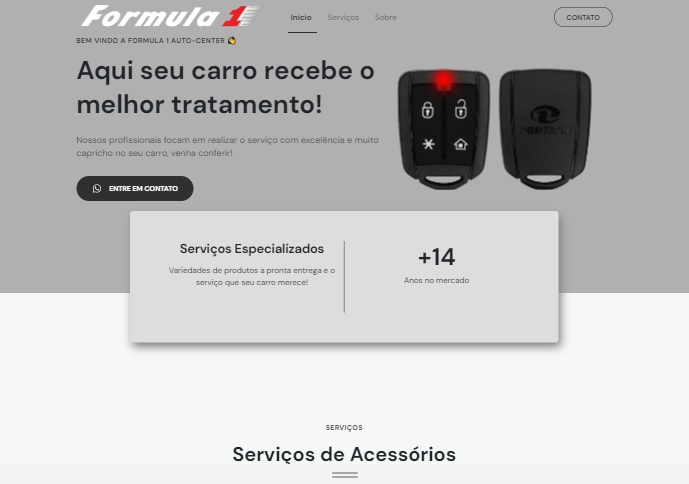 Formula 1
Início Serviços Sobre
CONTATO
BEM VINDO A FORMULA 1 AUTO-CENTER
Aqui seu carro recebe o
melhor tratamento!
Nossos profissionais focam em realizar o serviço com excelência e muito
capricho no seu carro, venha conferir!
ENTRE EM CONTATO
Serviços Especializados
Variedades de produtos a pronta entrega e o
serviço que seu carro merece!
+14
Anos no mercado
SERVIÇOS
Serviços de Acessórios